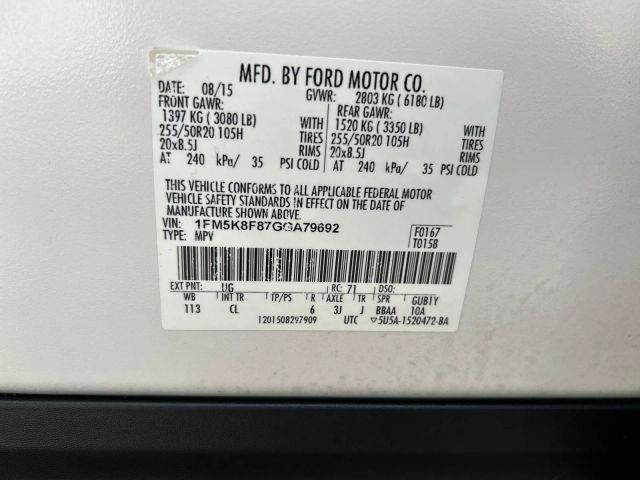 MFD. BY FORD MOTOR CO.
DATE: 08/15 GVWR: 2803 KG ( 6180 LB)
FRONT GAWR: REAR GAWR:
1397 KG ( 3080 LB) WITH 1520 KG ( 3350 LB) WITH
255/50R20 105H TIRES 255/50R20 105H TIRES
20x8.5J RIMS 20x8.5J RIMS
AT 240 kPa/ 35 PSI COLD AT 240 kPa/ 35 PSI COLD
THIS VEHICLE CONFORMS TO ALL APPLICABLE FEDERAL MOTOR
VEHICLE SAFETY STANDARDS IN EFFECT ON THE DATE OF
MANUFACTURE SHOWN ABOVE.
VIN: 1FM5K8F87GGA79692 F0167
TYPE: MPV T0158
EXT PNT: UG RC: 71
WB INT TR TP/PS R AXLE TR SPR GUB1Y
113 CL 6 3J J BBAA 10A
1201508297909 UTC ▽5U5A-1520472-BA